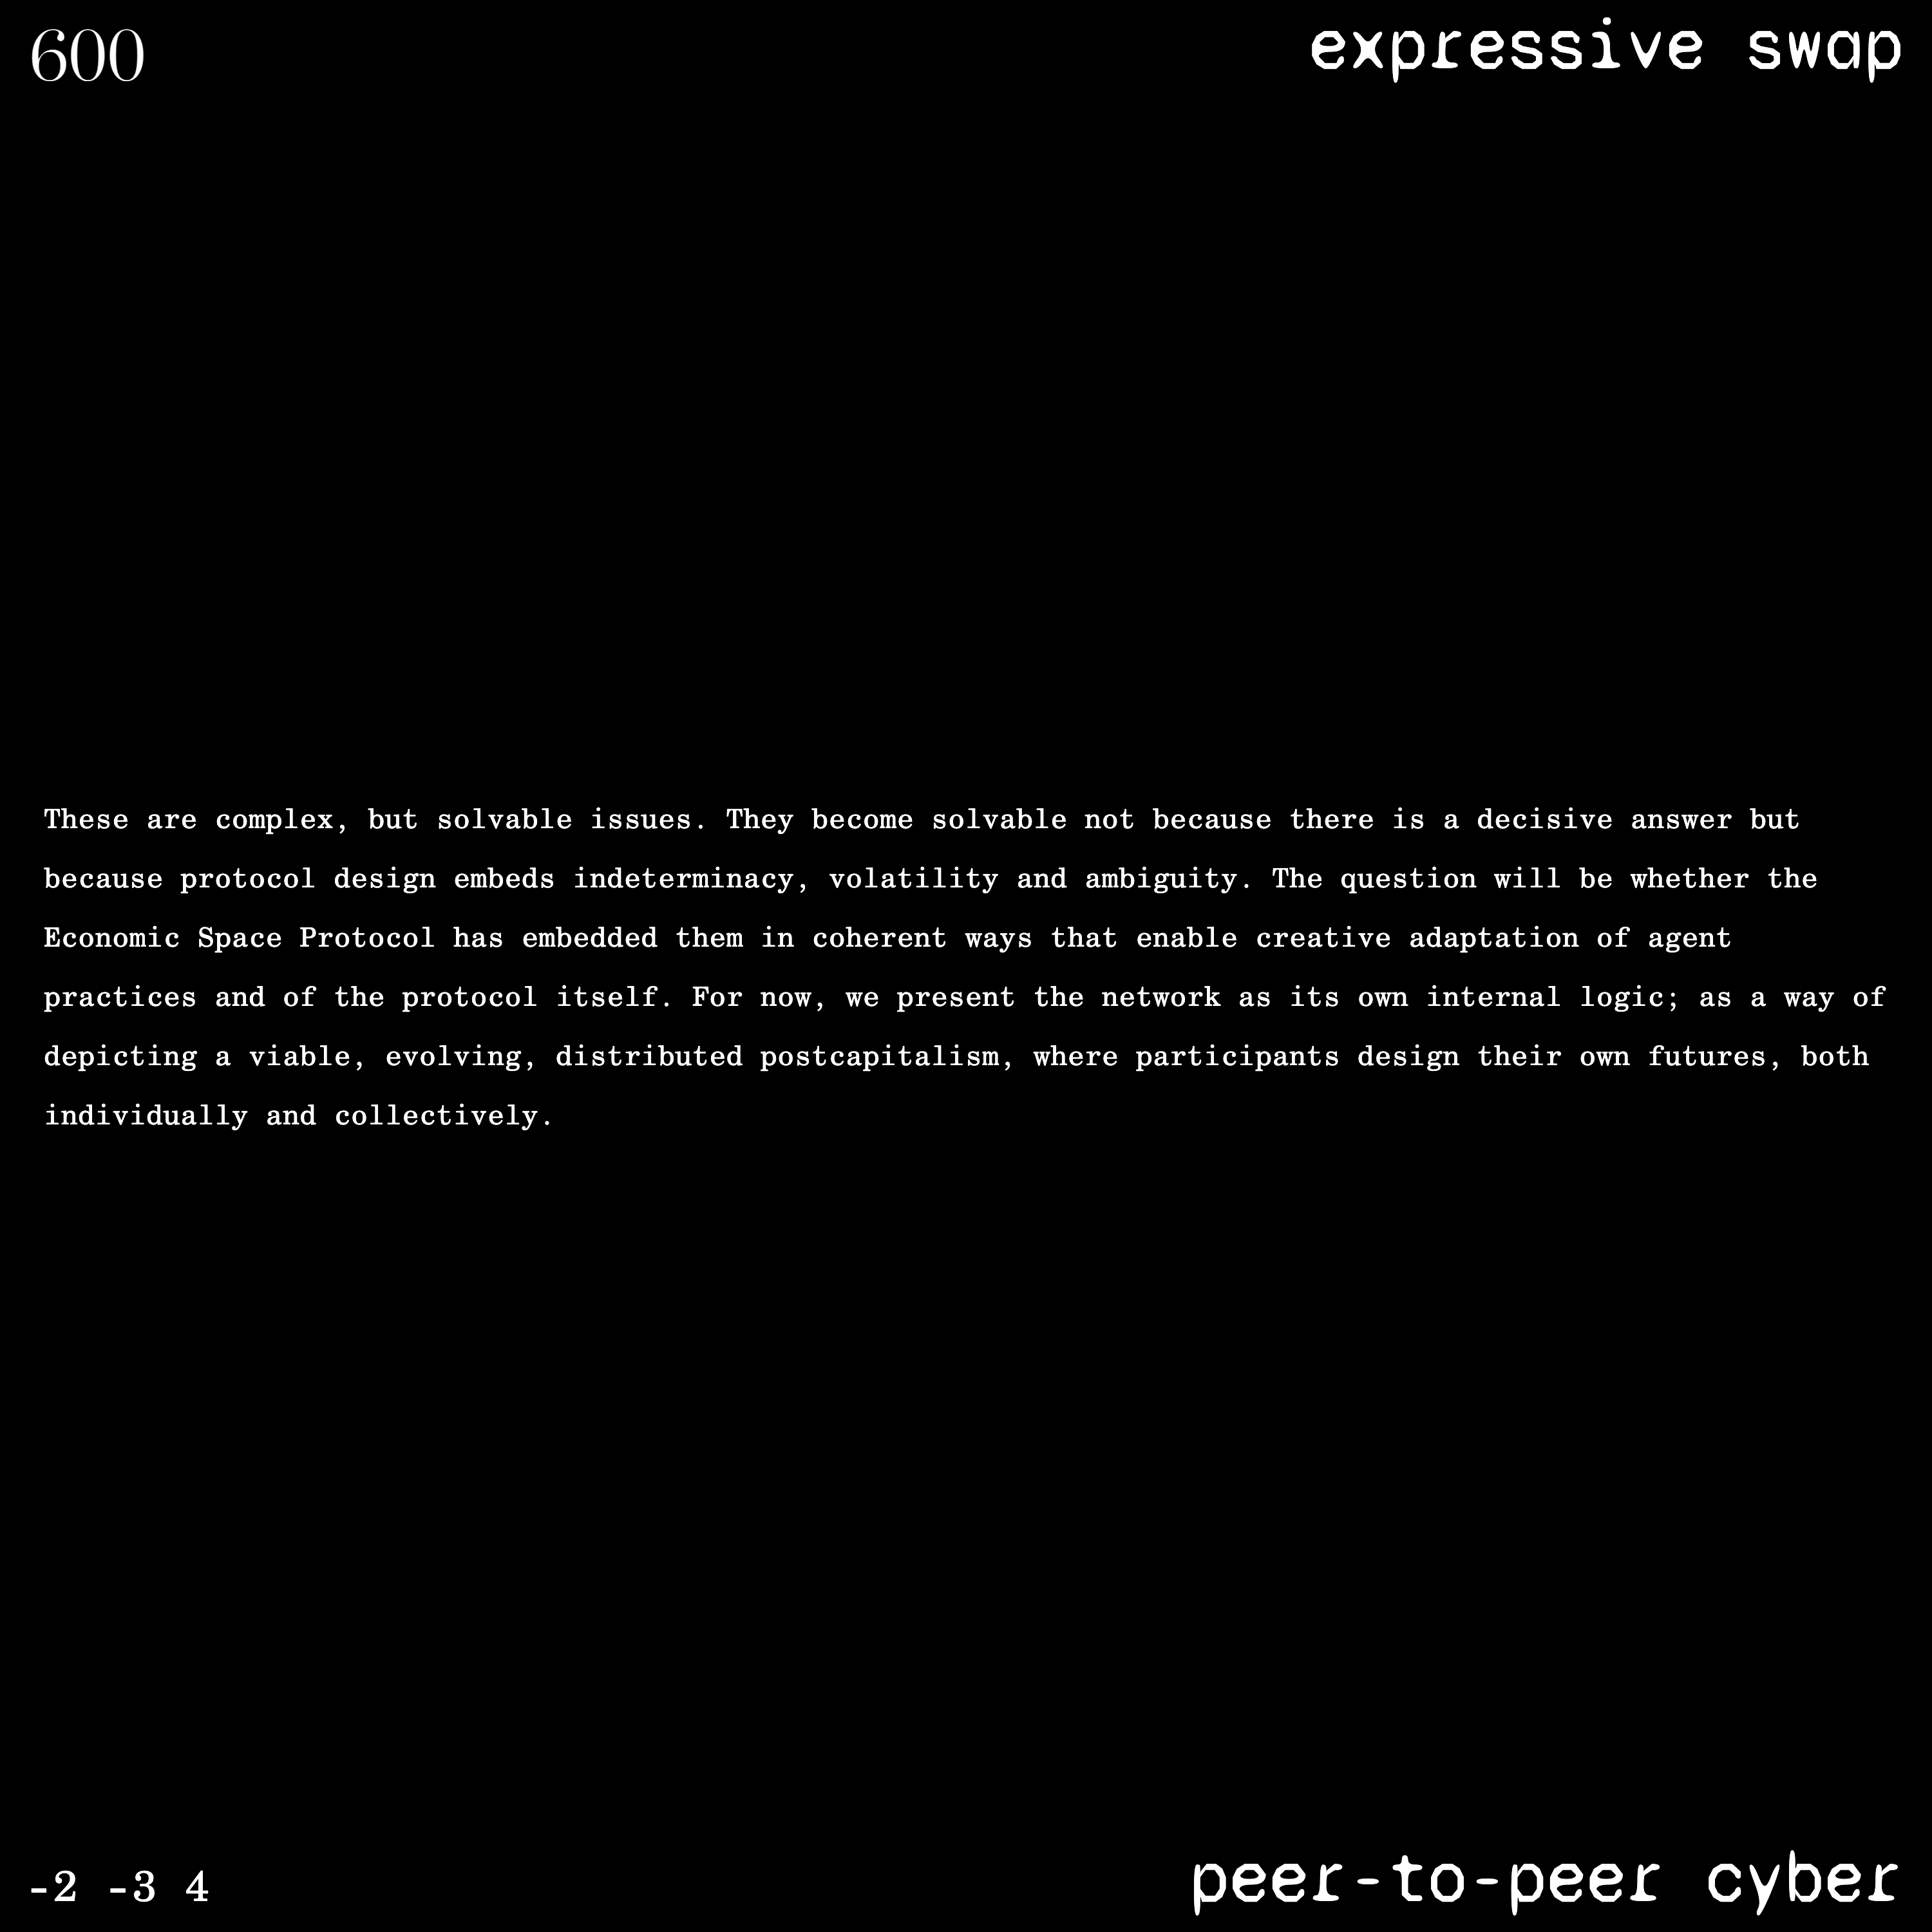 600
expressive swap
These are complex, but solvable issues. They become solvable not because there is a decisive answer but
because protocol design embeds indeterminacy, volatility and ambiguity. The question will be whether the
Economic Space Protocol has embedded them in coherent ways that enable creative adaptation of agent
practices and of the protocol itself. For now, we present the network as its own internal logic; as a way of
depicting a viable, evolving, distributed postcapitalism, where participants design their own futures, both
individually and collectively.
-2 -3 4
peer-to-peer cyber